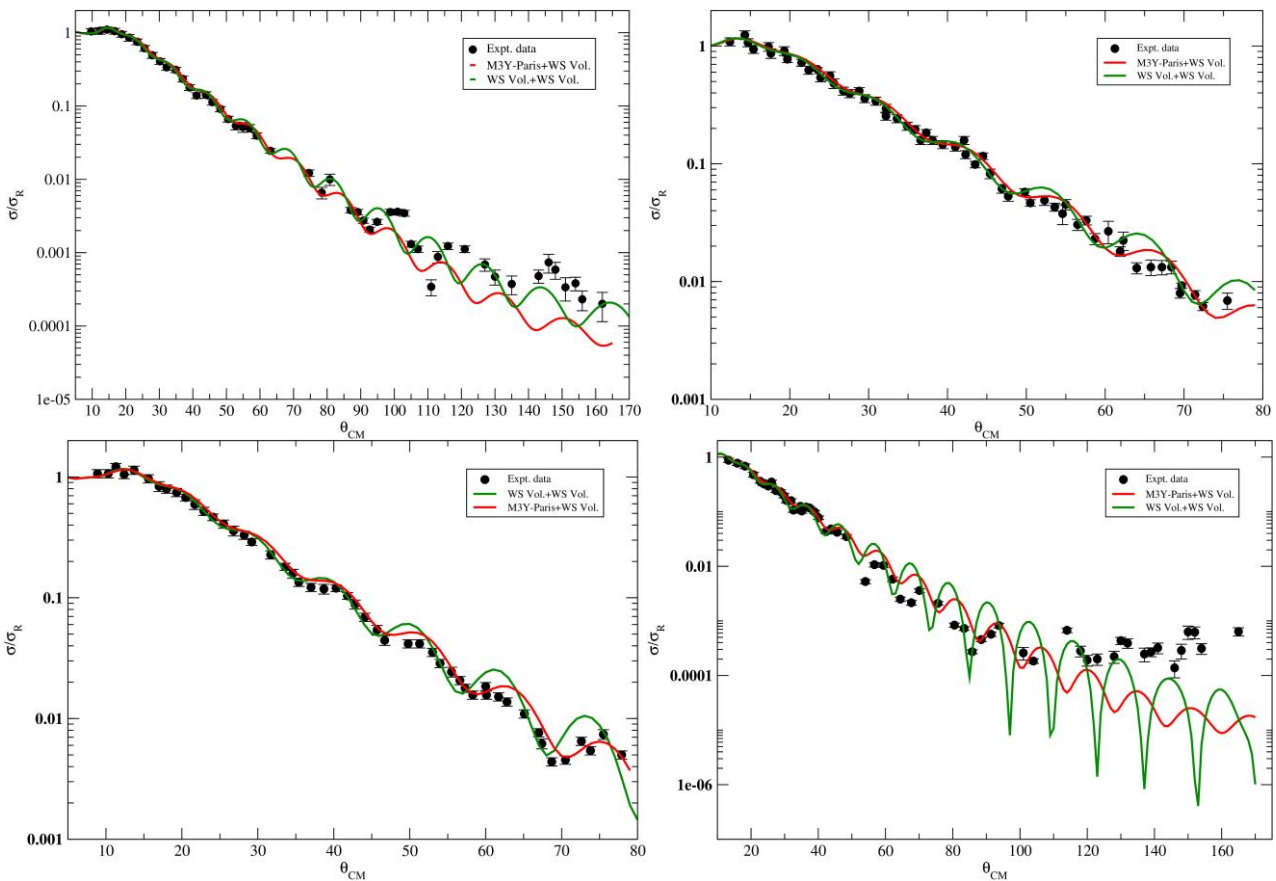 1
0.1
0.01
0.001
0.0001
1e-05
σ/σR
10 20 30 40 50 60 70 80 90 100 110 120 130 140 150 160 170
θCM
Expt. data
M3Y-Paris+WS Vol.
WS Vol.+WS Vol.
1
0.1
0.01
0.001
σ/σR
10 20 30 40 50 60 70 79
θCM
Expt. data
M3Y-Paris+WS Vol.
WS Vol.+WS Vol.
1
0.1
0.01
0.001
σ/σR
10 20 30 40 50 60 70 80
θCM
Expt. data
WS Vol.+WS Vol.
M3Y-Paris+WS Vol.
1
0.01
0.0001
1e-06
σ/σR
20 40 60 80 100 120 140 160
θCM
Expt. data
M3Y-Paris+WS Vol.
WS Vol.+WS Vol.